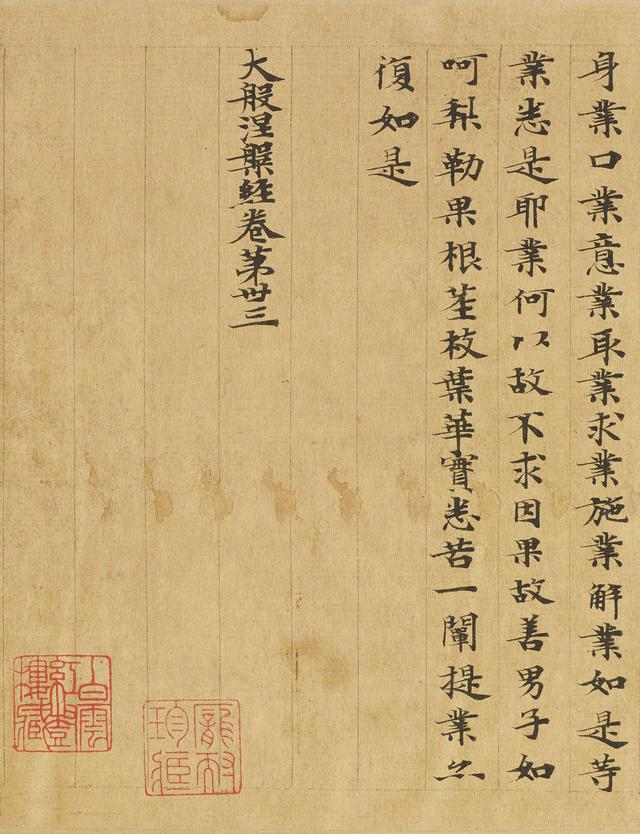 身業口業意業取業求業施業解業如是等
業悉是耶業何以故不求因果故善男子如
呵梨勒果根莖枝葉華實悉苦一闡提業亦
復如是
大般涅槃經卷第卅三